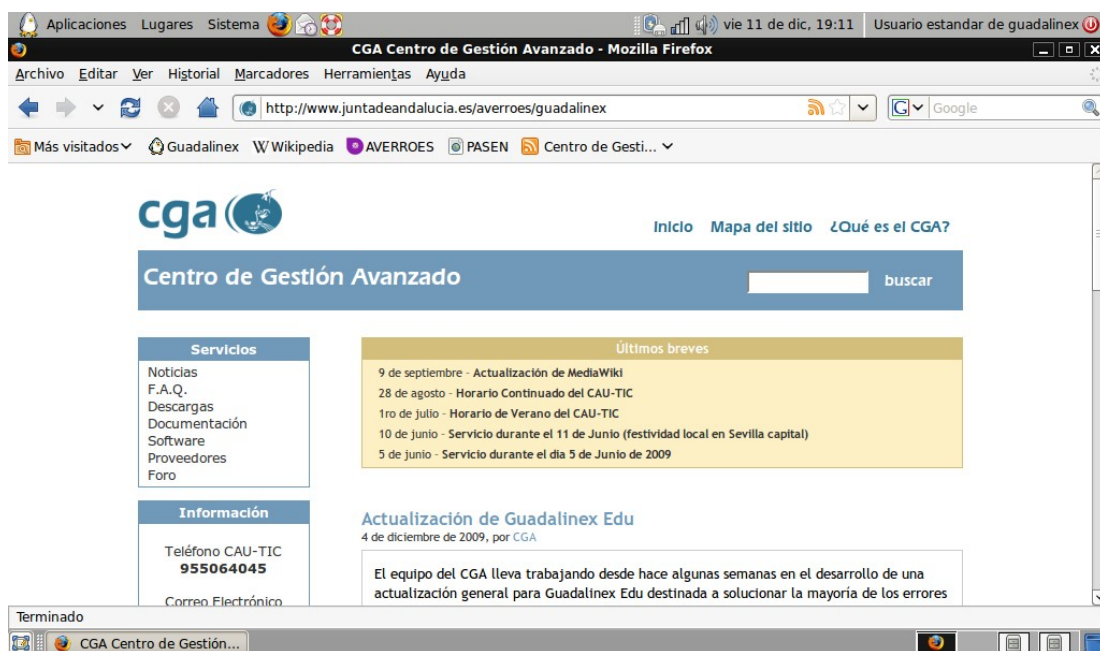 Aplicaciones Lugares Sistema vie 11 de dic, 19:11 Usuario estandar de guadalinex
CGA Centro de Gestión Avanzado - Mozilla Firefox
Archivo Editar Ver Historial Marcadores Herramientas Ayuda
http://www.juntadeandalucia.es/averroes/guadalinex G Google
Más visitados Guadalinex W Wikipedia AVERROES PASEN Centro de Gesti...
cga
Inicio Mapa del sitio ¿Qué es el CGA?
Centro de Gestión Avanzado buscar
Servicios
Noticias
F.A.Q.
Descargas
Documentación
Software
Proveedores
Foro
Últimos breves
9 de septiembre - Actualización de MediaWiki
28 de agosto - Horario Continuado del CAU-TIC
1ro de julio - Horario de Verano del CAU-TIC
10 de junio - Servicio durante el 11 de Junio (festividad local en Sevilla capital)
5 de junio - Servicio durante el dia 5 de Junio de 2009
Información
Teléfono CAU-TIC
955064045
Correo Electrónico
Actualización de Guadalinex Edu
4 de diciembre de 2009, por CGA
El equipo del CGA lleva trabajando desde hace algunas semanas en el desarrollo de una
actualización general para Guadalinex Edu destinada a solucionar la mayoría de los errores
Terminado
CGA Centro de Gestión...